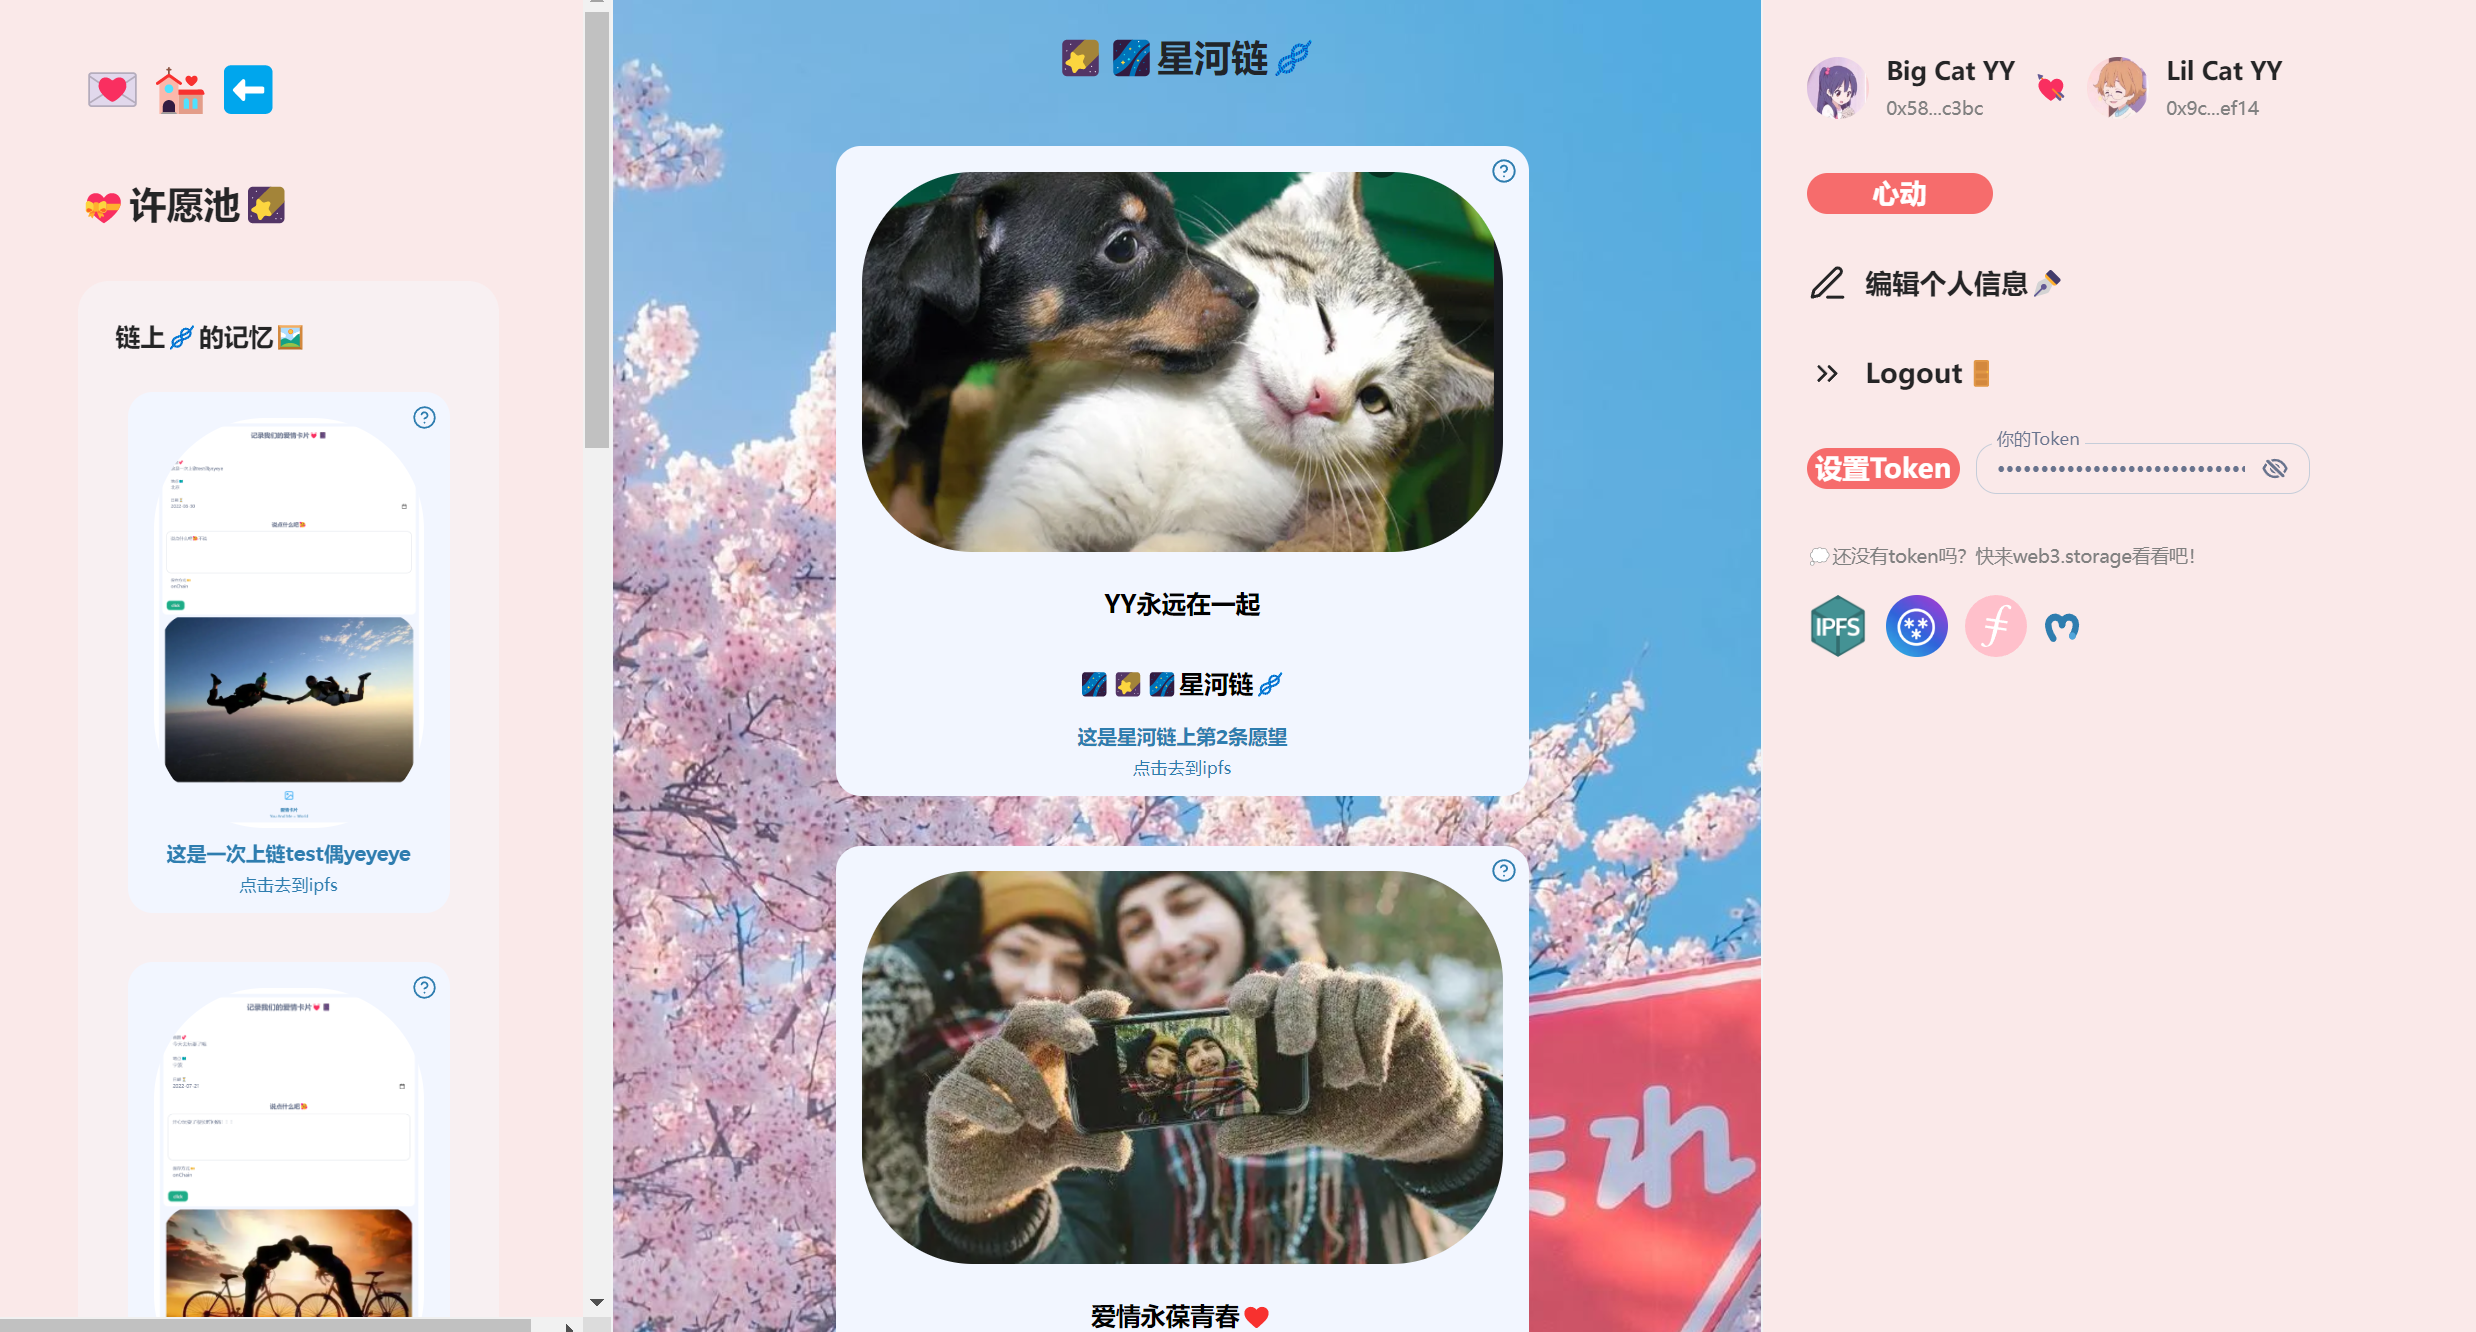 许愿池
链上的记忆
记录我们的爱情卡片
2022-06-30
说点什么吧
onChain
这是一次上链test偶yeyeye
点击去到ipfs
记录我们的爱情卡片
2022-07-21
说点什么吧
onChain
星河链
YY永远在一起
星河链
这是星河链上第2条愿望
点击去到ipfs
爱情永葆青春
Big Cat YY
0x58...c3bc
Lil Cat YY
0x9c...ef14
心动
编辑个人信息
Logout
你的Token
设置Token
还没有token吗？快来web3.storage看看吧！
IPFS